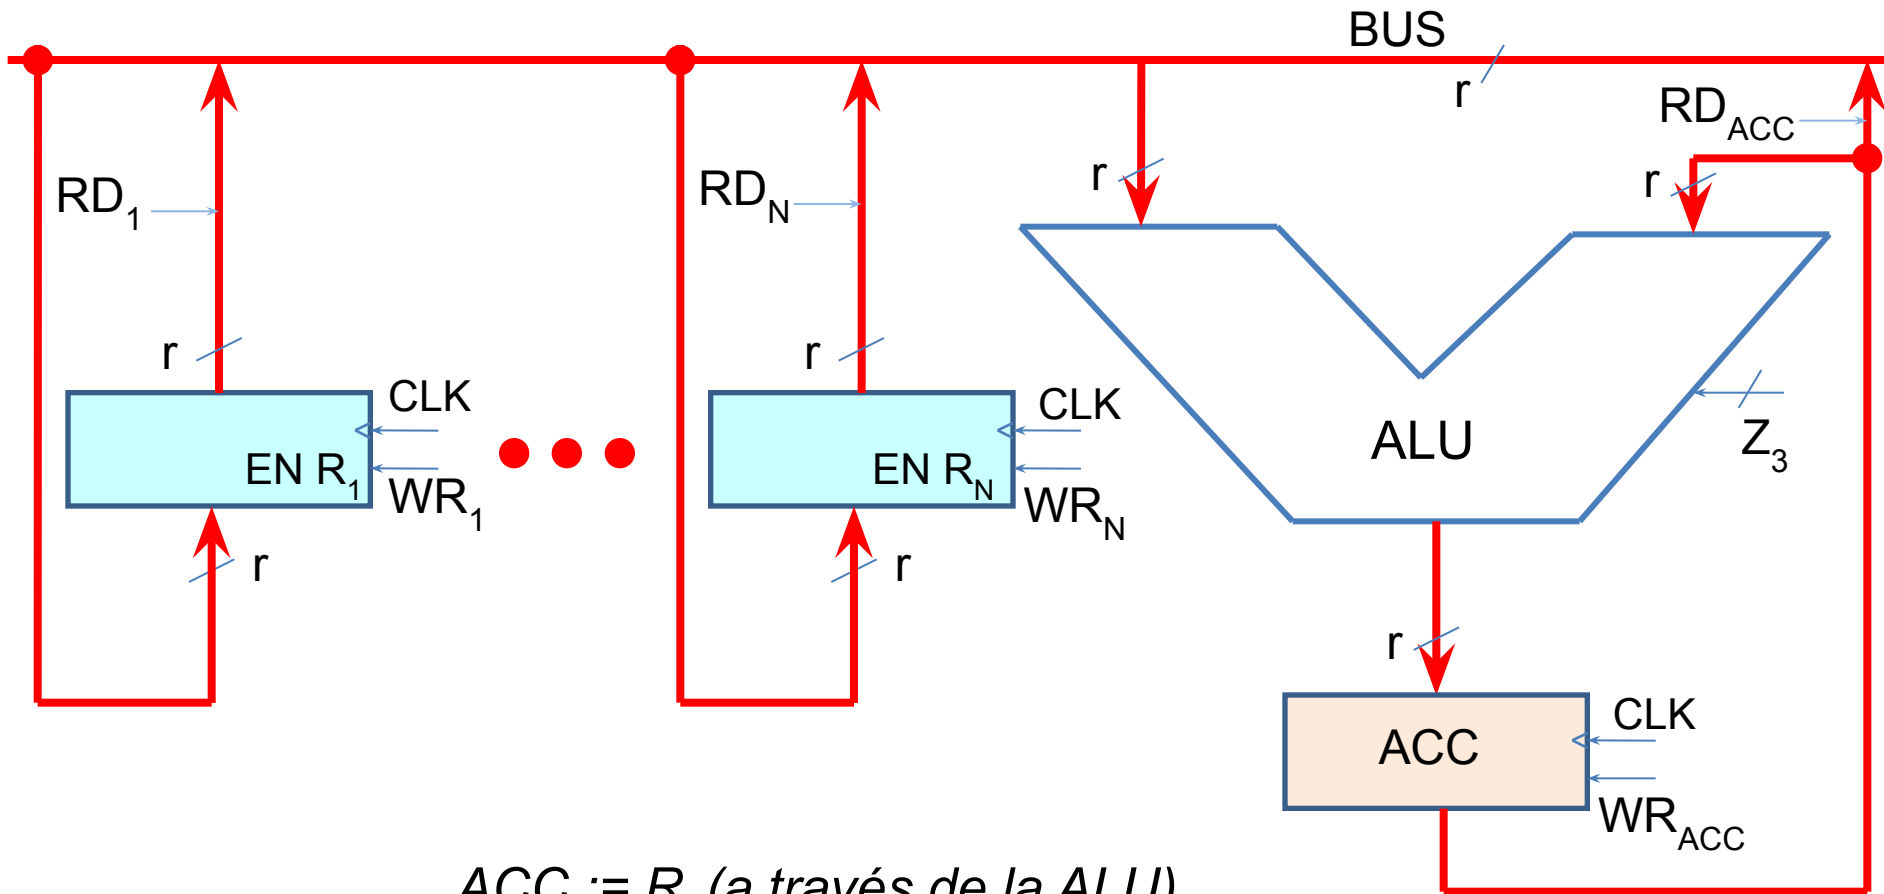 BUS
r
RD_ACC
r
r
RD_1
RD_N
r
r
CLK
CLK
EN R_1
EN R_N
ALU
Z_3
WR_1
WR_N
r
r
r
CLK
ACC
WR_ACC
ACC := R (a través de la ALU)